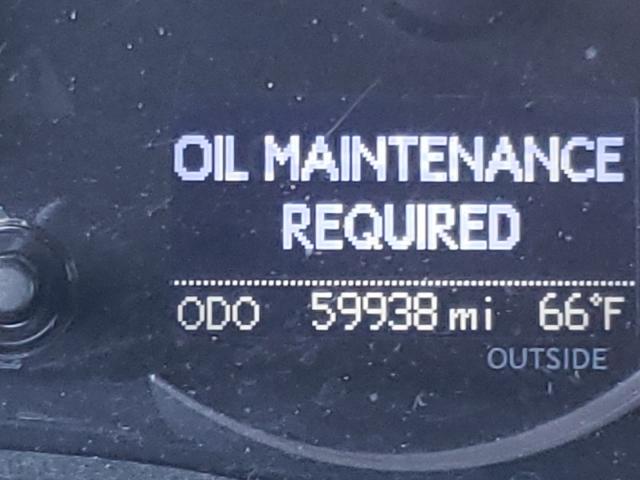 OIL MAINTENANCE
REQUIRED
ODO 59938 mi 66°F
OUTSIDE